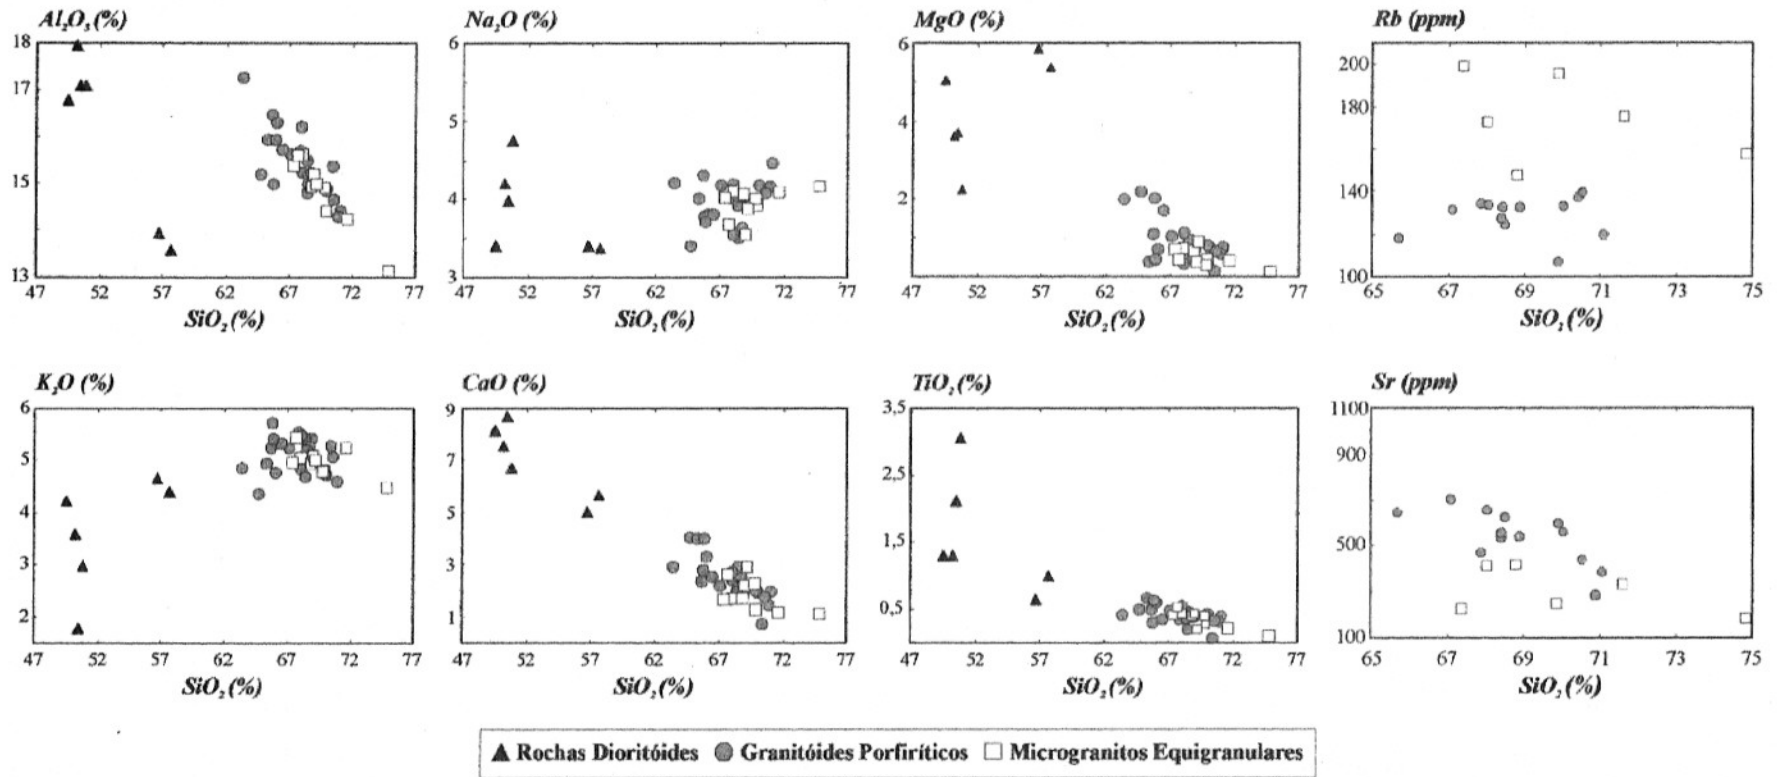 Al₂O₃ (%)
18
17
15
13
47 52 57 62 67 72 77
SiO₂ (%)
Na₂O (%)
6
5
4
3
47 52 57 62 67 72 77
SiO₂ (%)
MgO (%)
6
4
2
47 52 57 62 67 72 77
SiO₂ (%)
Rb (ppm)
200
180
140
100
65 67 69 71 75
SiO₂ (%)
K₂O (%)
6
5
4
3
2
47 52 57 62 67 72 77
SiO₂ (%)
CaO (%)
9
7
5
3
1
47 52 57 62 67 72 77
SiO₂ (%)
TiO₂ (%)
3,5
2,5
1,5
0,5
47 52 57 62 67 72 77
SiO₂ (%)
Sr (ppm)
1100
900
500
100
65 67 69 71 75
SiO₂ (%)
Rochas Dioritóides Granitóides Porfiríticos Microgranitos Equigranulares